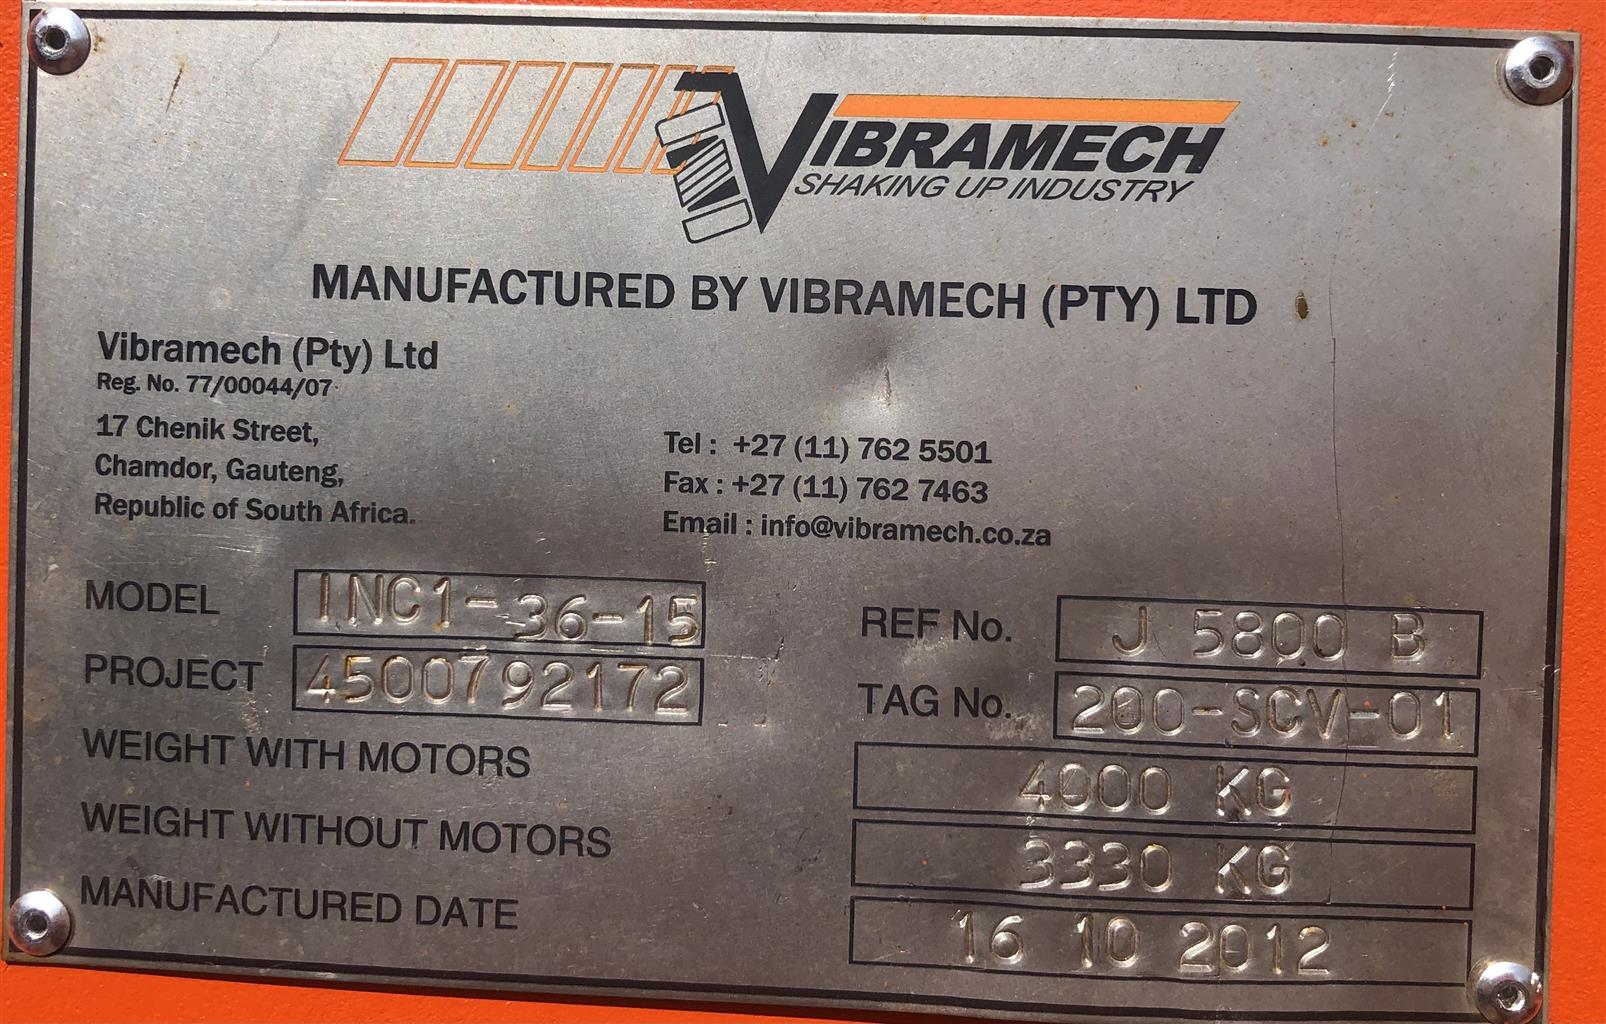 VIBRAMECH
SHAKING UP INDUSTRY
MANUFACTURED BY VIBRAMECH (PTY) LTD
Vibramech (Pty) Ltd
Reg. No. 77/00044/07
17 Chenik Street,
Chamdor, Gauteng,
Republic of South Africa.
Tel : +27 (11) 762 5501
Fax : +27 (11) 762 7463
Email : info@vibramech.co.za
MODEL INC1-36-15
PROJECT 4500792172
REF No. J 5800 B
TAG No. 200-SCV-01
WEIGHT WITH MOTORS 4000 KG
WEIGHT WITHOUT MOTORS 3330 KG
MANUFACTURED DATE 16 10 2012